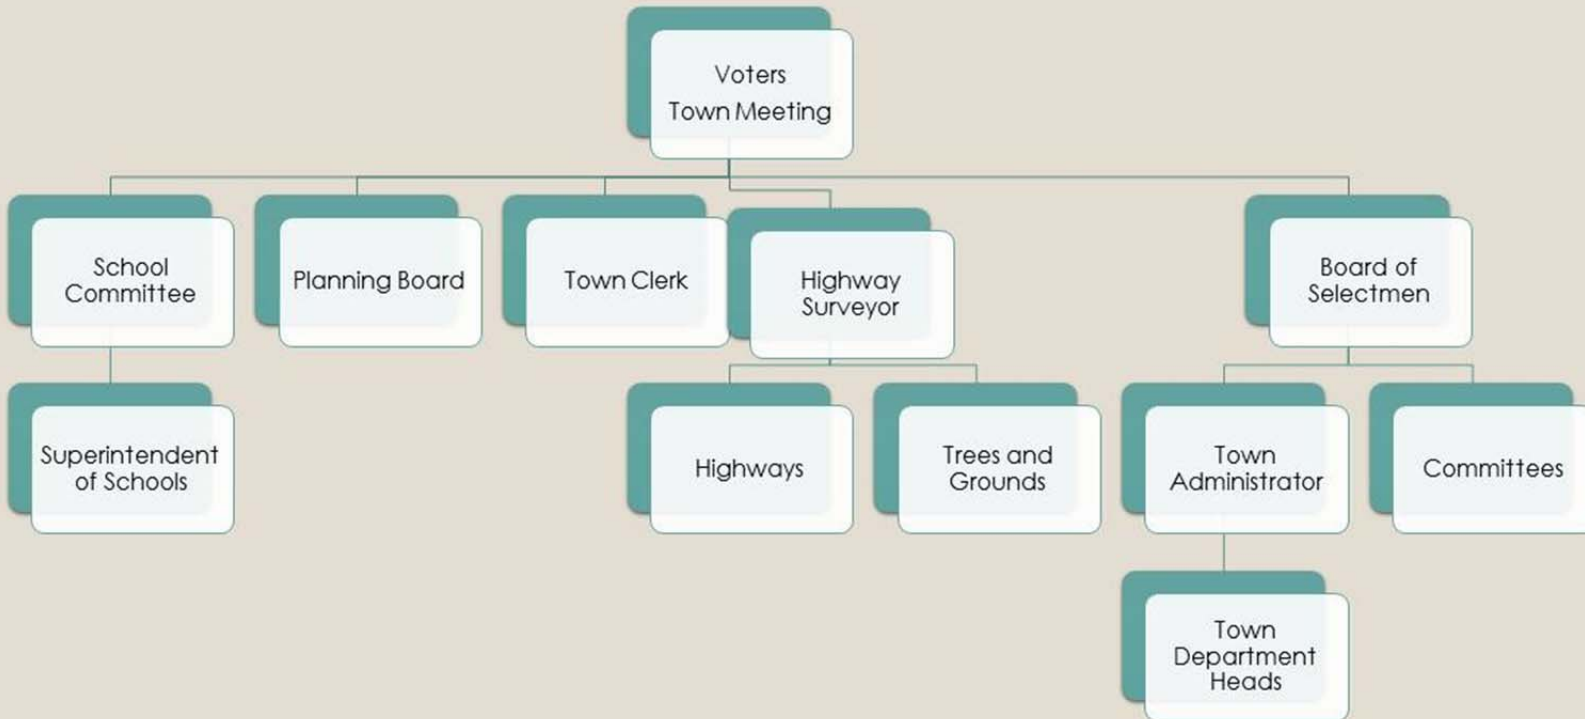 Voters
Town Meeting
School
Committee
Planning Board
Town Clerk
Highway
Surveyor
Board of
Selectmen
Superintendent
of Schools
Highways
Trees and
Grounds
Town
Administrator
Committees
Town
Department
Heads